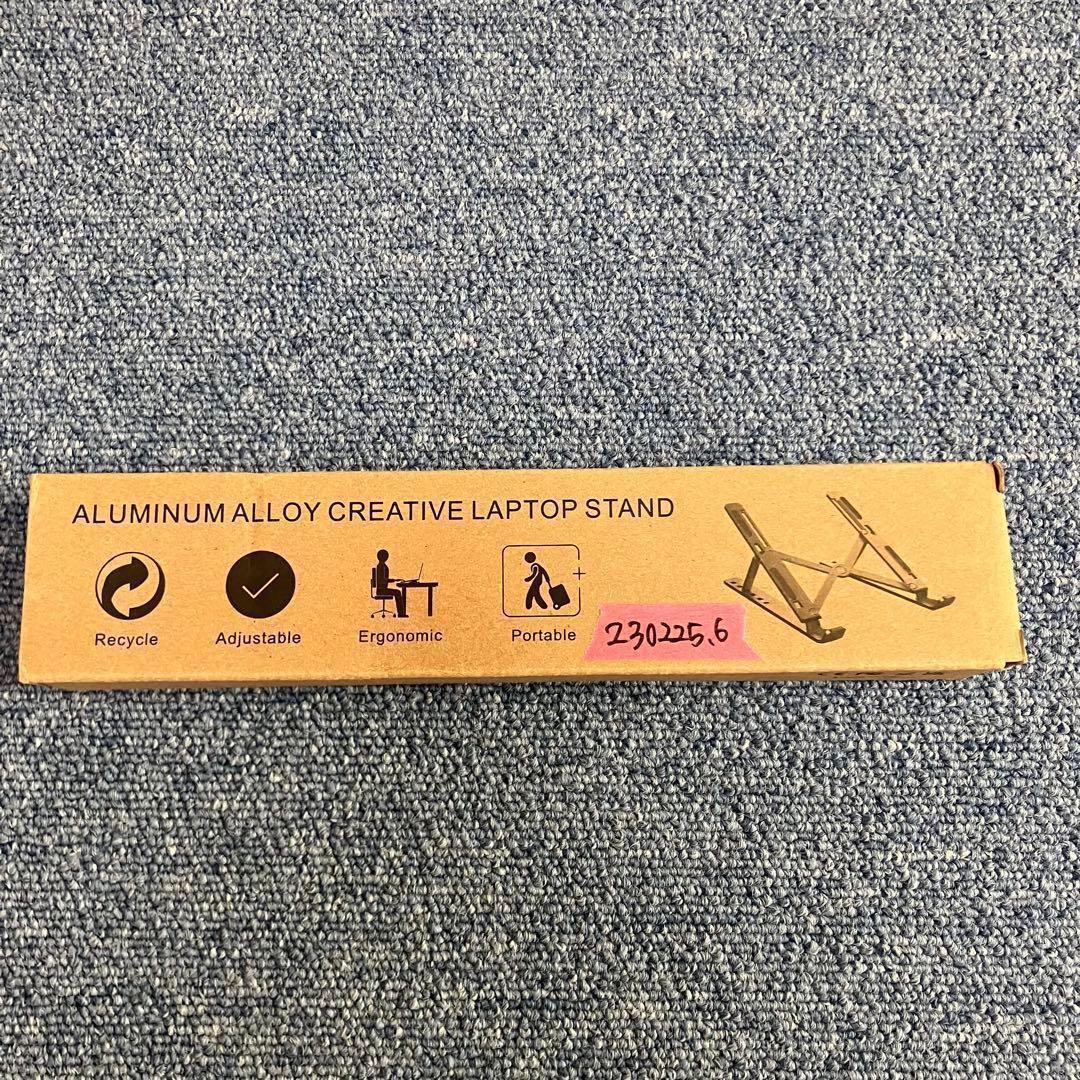 ALUMINUM ALLOY CREATIVE LAPTOP STAND
Recycle
Adjustable
Ergonomic
Portable
230225.6